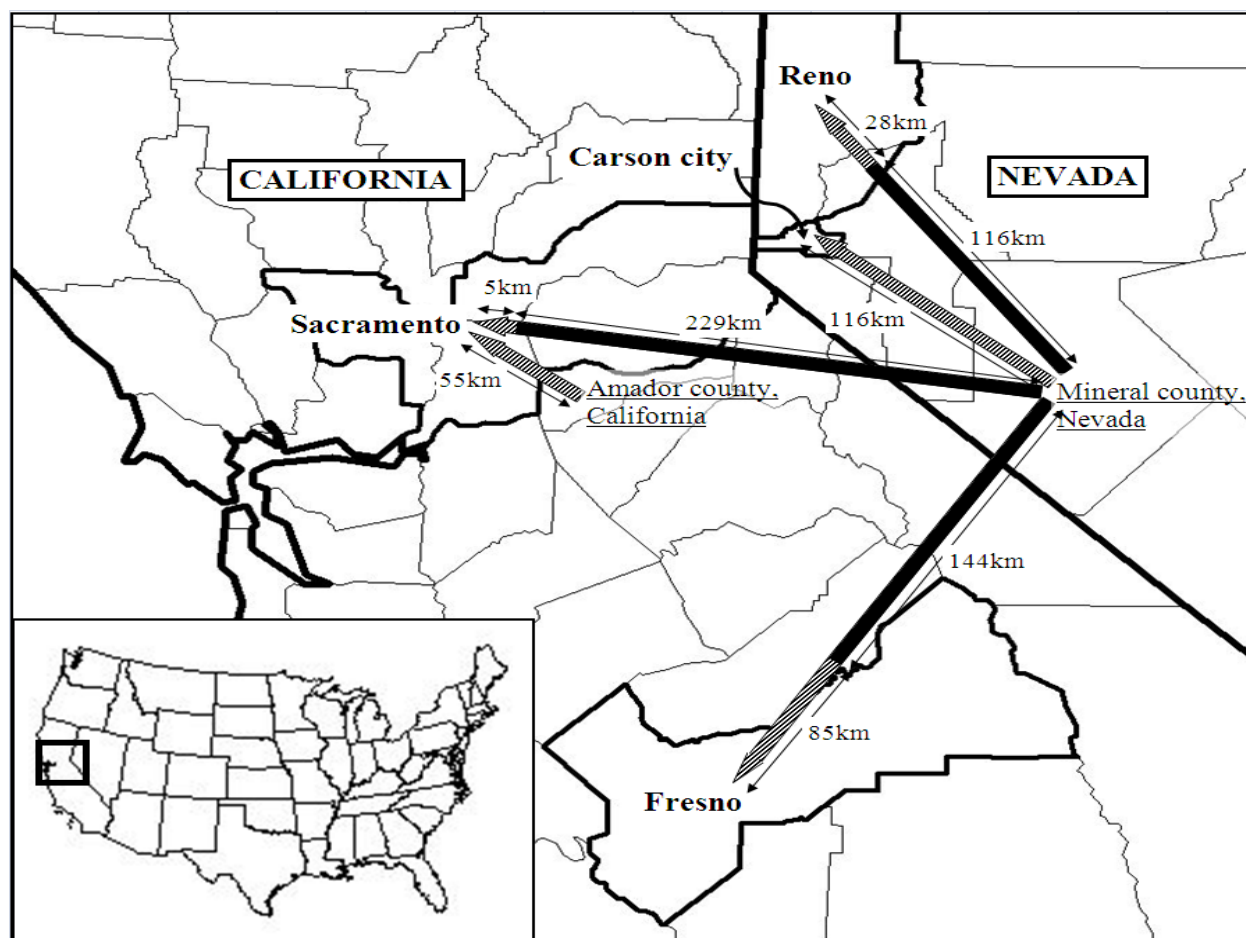 Reno
28km
Carson city
CALIFORNIA
NEVADA
116km
5km
Sacramento
229km
116km
55km
Amador county,
California
Mineral county,
Nevada
144km
85km
Fresno